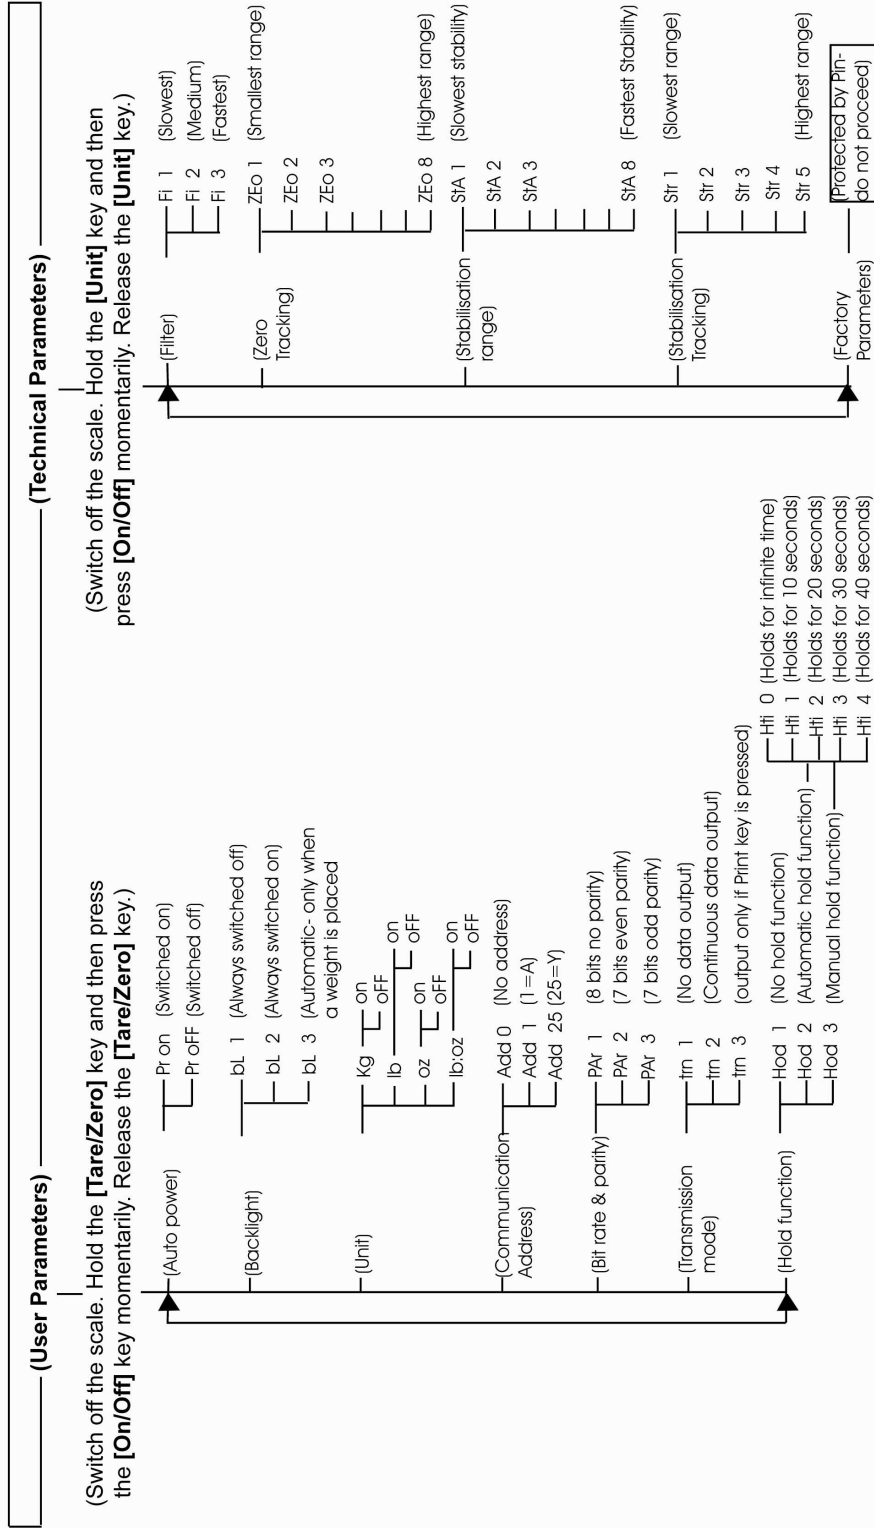 (User Parameters)
(Switch off the scale. Hold the [Tare/Zero] key and then press
the [On/Off] key momentarily. Release the [Tare/Zero] key.)
(Auto power)
Pr on (Switched on)
Pr oFF (Switched off)
(Backlight)
bL 1 (Always switched off)
bL 2 (Always switched on)
bL 3 (Automatic- only when
a weight is placed
(Unit)
Kg on
oFF
lb on
oFF
oz on
oFF
lb:oz on
oFF
(Communication
Address)
Add 0 (No address)
Add 1 (1=A)
Add 25 (25=Y)
(Bit rate & parity)
PAr 1 (8 bits no parity)
PAr 2 (7 bits even parity)
PAr 3 (7 bits odd parity)
(Transmission
mode)
trn 1 (No data output)
trn 2 (Continuous data output)
trn 3 (output only if Print key is pressed)
(Hold function)
Hod 1 (No hold function)
Hod 2 (Automatic hold function)
Hod 3 (Manual hold function)
Hti 0 (Holds for infinite time)
Hti 1 (Holds for 10 seconds)
Hti 2 (Holds for 20 seconds)
Hti 3 (Holds for 30 seconds)
Hti 4 (Holds for 40 seconds)
(Technical Parameters)
(Switch off the scale. Hold the [Unit] key and then
press [On/Off] momentarily. Release the [Unit] key.)
(Filter)
Fi 1 (Slowest)
Fi 2 (Medium)
Fi 3 (Fastest)
(Zero
Tracking)
ZEo 1 (Smallest range)
ZEo 2
ZEo 3
ZEo 8 (Highest range)
(Stabilisation
range)
StA 1 (Slowest stability)
StA 2
StA 3
StA 8 (Fastest Stability)
(Stabilisation
Tracking)
Str 1 (Slowest range)
Str 2
Str 3
Str 4
Str 5 (Highest range)
(Factory
Parameters)
(Protected by Pin-
do not proceed)